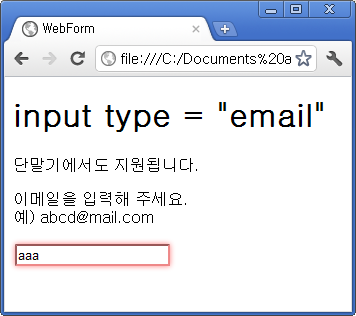 WebForm
file:///C:/Documents%20a
input type = "email"
단말기에서도 지원됩니다.
이메일을 입력해 주세요.
예) abcd@mail.com
aaa